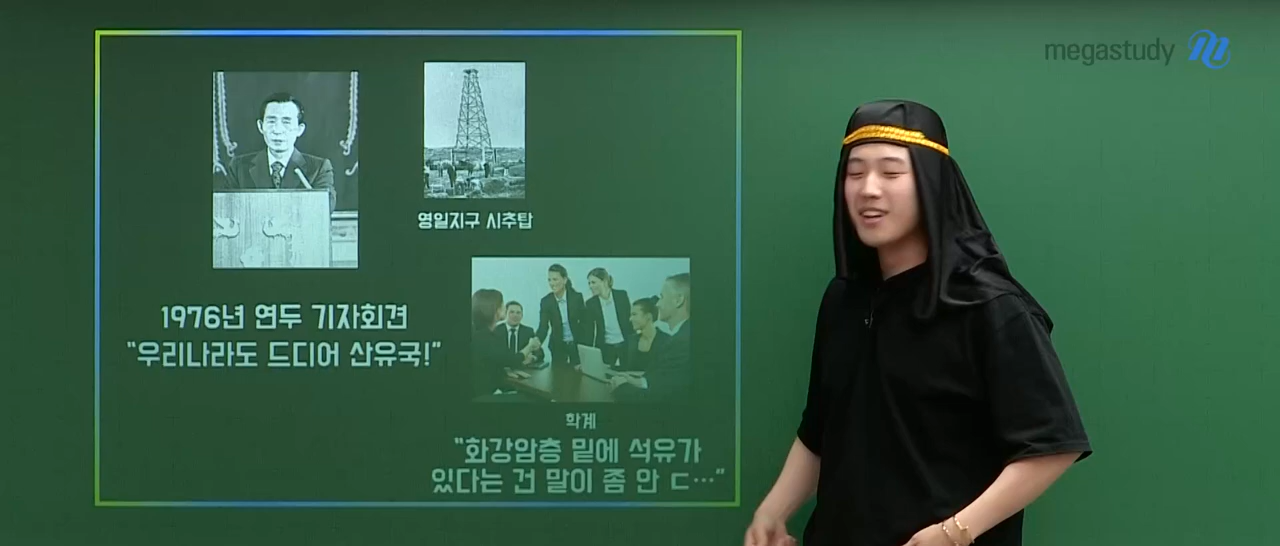 megastudy
영일지구 시추탑
1976년 연두 기자회견
"우리나라도 드디어 산유국!"
학계
"화강암층 밑에 석유가
있다는 건 말이 좀 안 ㄷ…"